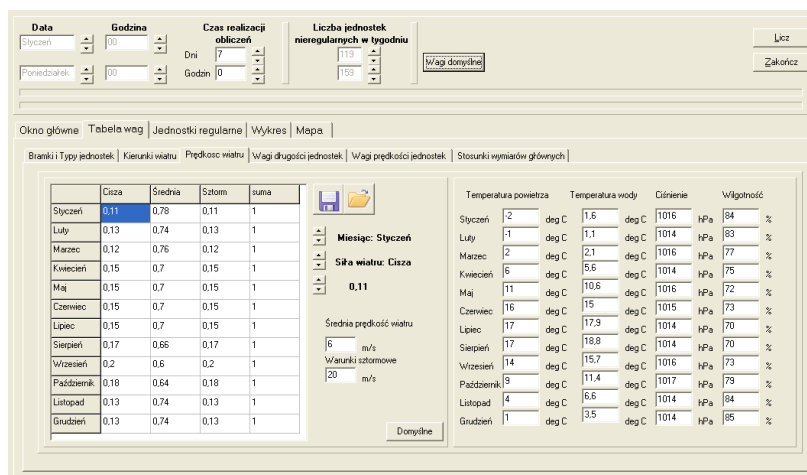 Data Godzina Czas realizacji obliczeń Liczba jednostek nieregularnych w tygodniu
Styczeń 00 Dni 7 119 Licz
Wagi domyślne
Poniedziałek 00 Godzin 0 159 Zakończ
Okno główne Tabela wag Jednostki regularne Wykres Mapa
Bramki i Typy jednostek Kierunki wiatru Prędkosc wiatru Wagi długości jednostek Wagi prędkości jednostek Stosunki wymiarów głównych
Cisza Średnia Sztorm suma
Styczeń 0,11 0,78 0,11 1
Luty 0,13 0,74 0,13 1
Marzec 0,12 0,76 0,12 1
Kwiecień 0,15 0,7 0,15 1
Maj 0,15 0,7 0,15 1
Czerwiec 0,15 0,7 0,15 1
Lipiec 0,15 0,7 0,15 1
Sierpień 0,17 0,66 0,17 1
Wrzesień 0,2 0,6 0,2 1
Październik 0,18 0,64 0,18 1
Listopad 0,13 0,74 0,13 1
Grudzień 0,13 0,74 0,13 1
Miesiąc: Styczeń
Siła wiatru: Cisza
0,11
Średnia prędkość wiatru
6 m/s
Warunki sztormowe
20 m/s
Domyślne
Temperatura powietrza Temperatura wody Ciśnienie Wilgotność
Styczeń -2 deg C 1,6 deg C 1016 hPa 84 %
Luty -1 deg C 1,1 deg C 1014 hPa 83 %
Marzec 2 deg C 2,1 deg C 1016 hPa 77 %
Kwiecień 6 deg C 5,6 deg C 1014 hPa 75 %
Maj 11 deg C 10,6 deg C 1016 hPa 72 %
Czerwiec 16 deg C 15 deg C 1015 hPa 73 %
Lipiec 17 deg C 17,9 deg C 1014 hPa 70 %
Sierpień 17 deg C 18,8 deg C 1014 hPa 70 %
Wrzesień 14 deg C 15,7 deg C 1016 hPa 73 %
Październik 9 deg C 11,4 deg C 1017 hPa 79 %
Listopad 4 deg C 6,6 deg C 1014 hPa 84 %
Grudzień 1 deg C 3,5 deg C 1014 hPa 85 %